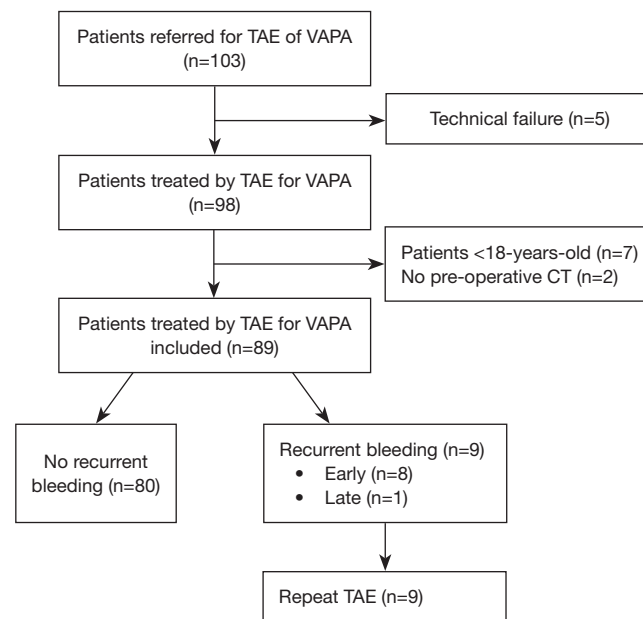 Patients referred for TAE of VAPA
(n=103)
Technical failure (n=5)
Patients treated by TAE for VAPA
(n=98)
Patients <18-years-old (n=7)
No pre-operative CT (n=2)
Patients treated by TAE for VAPA
included (n=89)
No recurrent
bleeding (n=80)
Recurrent bleeding (n=9)
• Early (n=8)
• Late (n=1)
Repeat TAE (n=9)